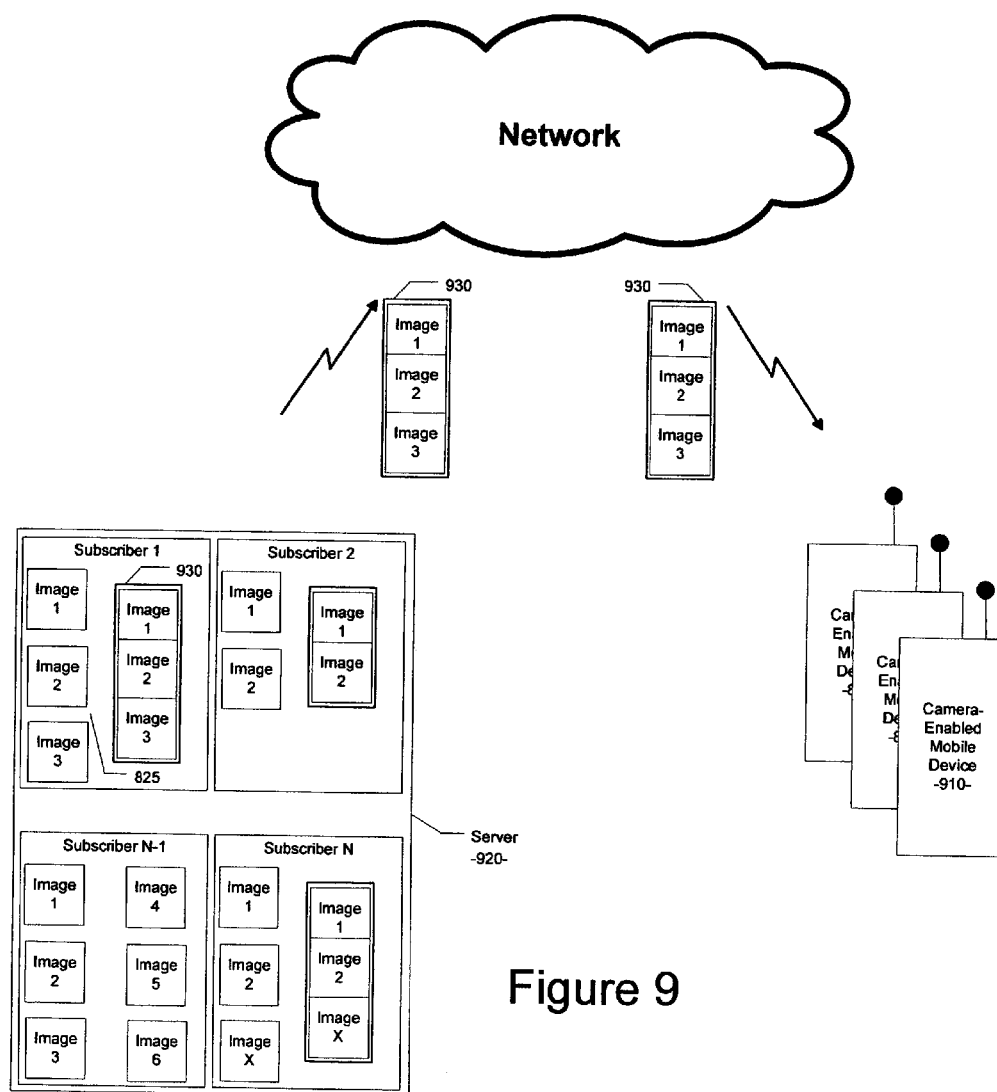 Network
930
Image
1
Image
2
Image
3
930
Image
1
Image
2
Image
3
Subscriber 1
Image
1
Image
2
Image
3
930
Image
1
Image
2
Image
3
825
Subscriber 2
Image
1
Image
2
Image
1
Image
2
Subscriber N-1
Image
1
Image
2
Image
3
Image
4
Image
5
Image
6
Subscriber N
Image
1
Image
2
Image
X
Image
1
Image
2
Image
X
Server
-920-
Camera-
Enabled
Mobile
Device
-910-
Figure 9